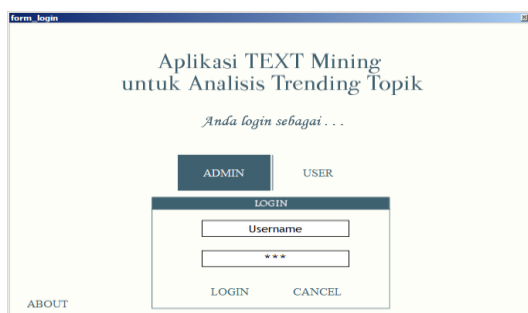 form_login
Aplikasi TEXT Mining
untuk Analisis Trending Topik
Anda login sebagai . . .
ADMIN USER
LOGIN
Username
***
LOGIN CANCEL
ABOUT